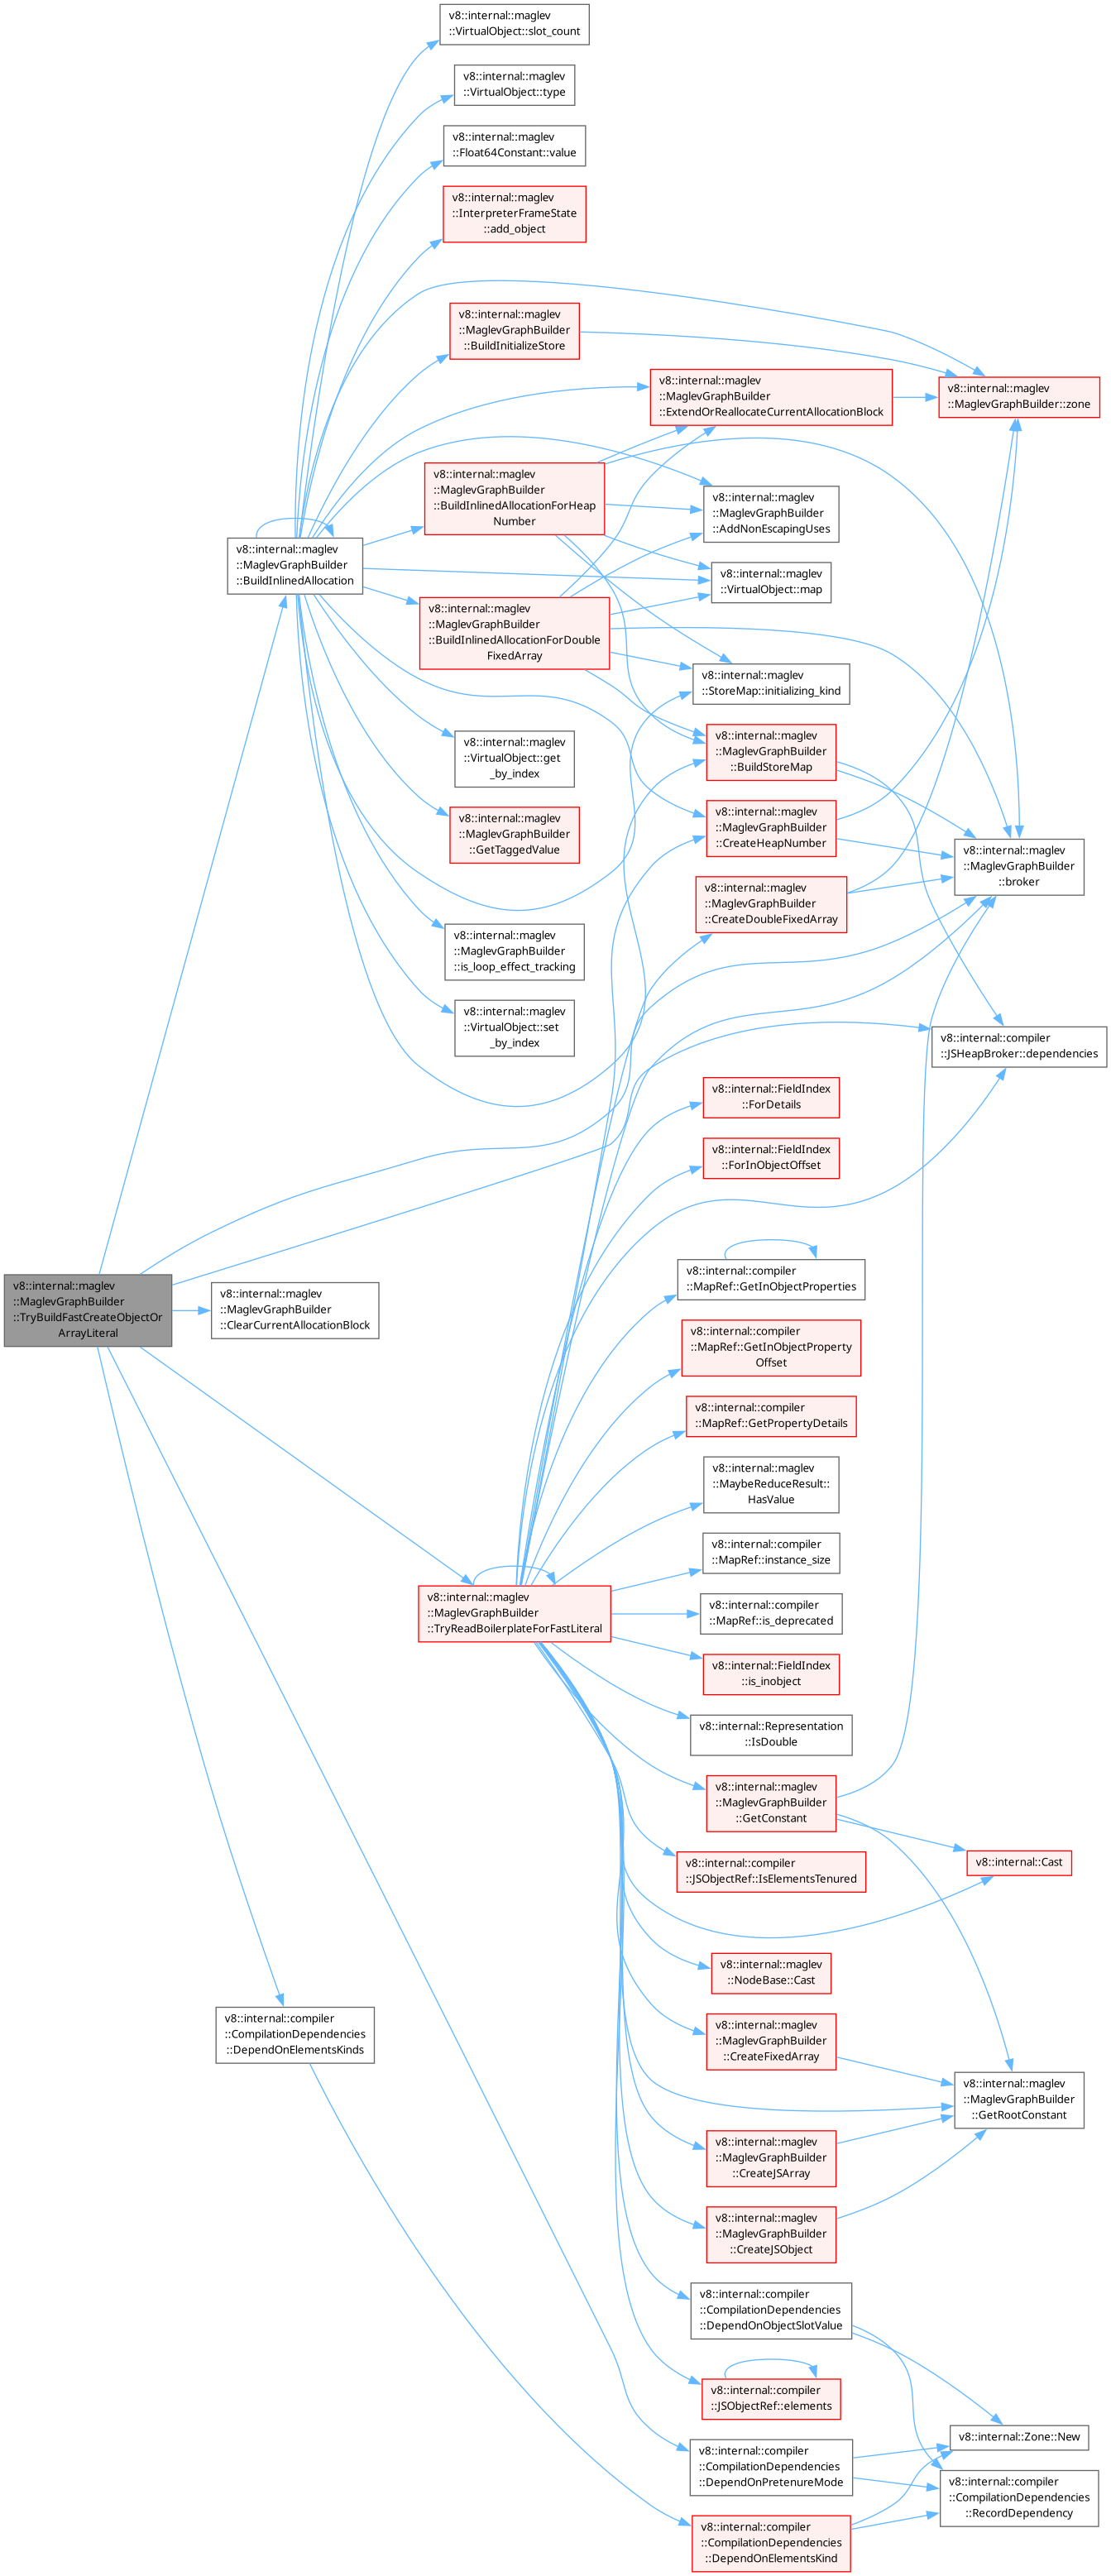 v8::internal::maglev
::VirtualObject::slot_count
v8::internal::maglev
::VirtualObject::type
v8::internal::maglev
::Float64Constant::value
v8::internal::maglev
::InterpreterFrameState
::add_object
v8::internal::maglev
::MaglevGraphBuilder
::BuildInitializeStore
v8::internal::maglev
::MaglevGraphBuilder
::ExtendOrReallocateCurrentAllocationBlock
v8::internal::maglev
::MaglevGraphBuilder::zone
v8::internal::maglev
::MaglevGraphBuilder
::BuildInlinedAllocationForHeap
Number
v8::internal::maglev
::MaglevGraphBuilder
::AddNonEscapingUses
v8::internal::maglev
::MaglevGraphBuilder
::BuildInlinedAllocation
v8::internal::maglev
::VirtualObject::map
v8::internal::maglev
::MaglevGraphBuilder
::BuildInlinedAllocationForDouble
FixedArray
v8::internal::maglev
::StoreMap::initializing_kind
v8::internal::maglev
::VirtualObject::get
_by_index
v8::internal::maglev
::MaglevGraphBuilder
::BuildStoreMap
v8::internal::maglev
::MaglevGraphBuilder
::GetTaggedValue
v8::internal::maglev
::MaglevGraphBuilder
::CreateHeapNumber
v8::internal::maglev
::MaglevGraphBuilder
::broker
v8::internal::maglev
::MaglevGraphBuilder
::CreateDoubleFixedArray
v8::internal::maglev
::MaglevGraphBuilder
::is_loop_effect_tracking
v8::internal::maglev
::VirtualObject::set
_by_index
v8::internal::compiler
::JSHeapBroker::dependencies
v8::internal::FieldIndex
::ForDetails
v8::internal::FieldIndex
::ForInObjectOffset
v8::internal::maglev
::MaglevGraphBuilder
::TryBuildFastCreateObjectOr
ArrayLiteral
v8::internal::maglev
::MaglevGraphBuilder
::ClearCurrentAllocationBlock
v8::internal::compiler
::MapRef::GetInObjectProperties
v8::internal::compiler
::MapRef::GetInObjectProperty
Offset
v8::internal::compiler
::MapRef::GetPropertyDetails
v8::internal::maglev
::MaybeReduceResult::
HasValue
v8::internal::compiler
::MapRef::instance_size
v8::internal::maglev
::MaglevGraphBuilder
::TryReadBoilerplateForFastLiteral
v8::internal::compiler
::MapRef::is_deprecated
v8::internal::FieldIndex
::is_inobject
v8::internal::Representation
::IsDouble
v8::internal::maglev
::MaglevGraphBuilder
::GetConstant
v8::internal::compiler
::JSObjectRef::IsElementsTenured
v8::internal::Cast
v8::internal::maglev
::NodeBase::Cast
v8::internal::compiler
::CompilationDependencies
::DependOnElementsKinds
v8::internal::maglev
::MaglevGraphBuilder
::CreateFixedArray
v8::internal::maglev
::MaglevGraphBuilder
::GetRootConstant
v8::internal::maglev
::MaglevGraphBuilder
::CreateJSArray
v8::internal::maglev
::MaglevGraphBuilder
::CreateJSObject
v8::internal::compiler
::CompilationDependencies
::DependOnObjectSlotValue
v8::internal::compiler
::JSObjectRef::elements
v8::internal::Zone::New
v8::internal::compiler
::CompilationDependencies
::DependOnPretenureMode
v8::internal::compiler
::CompilationDependencies
::RecordDependency
v8::internal::compiler
::CompilationDependencies
::DependOnElementsKind